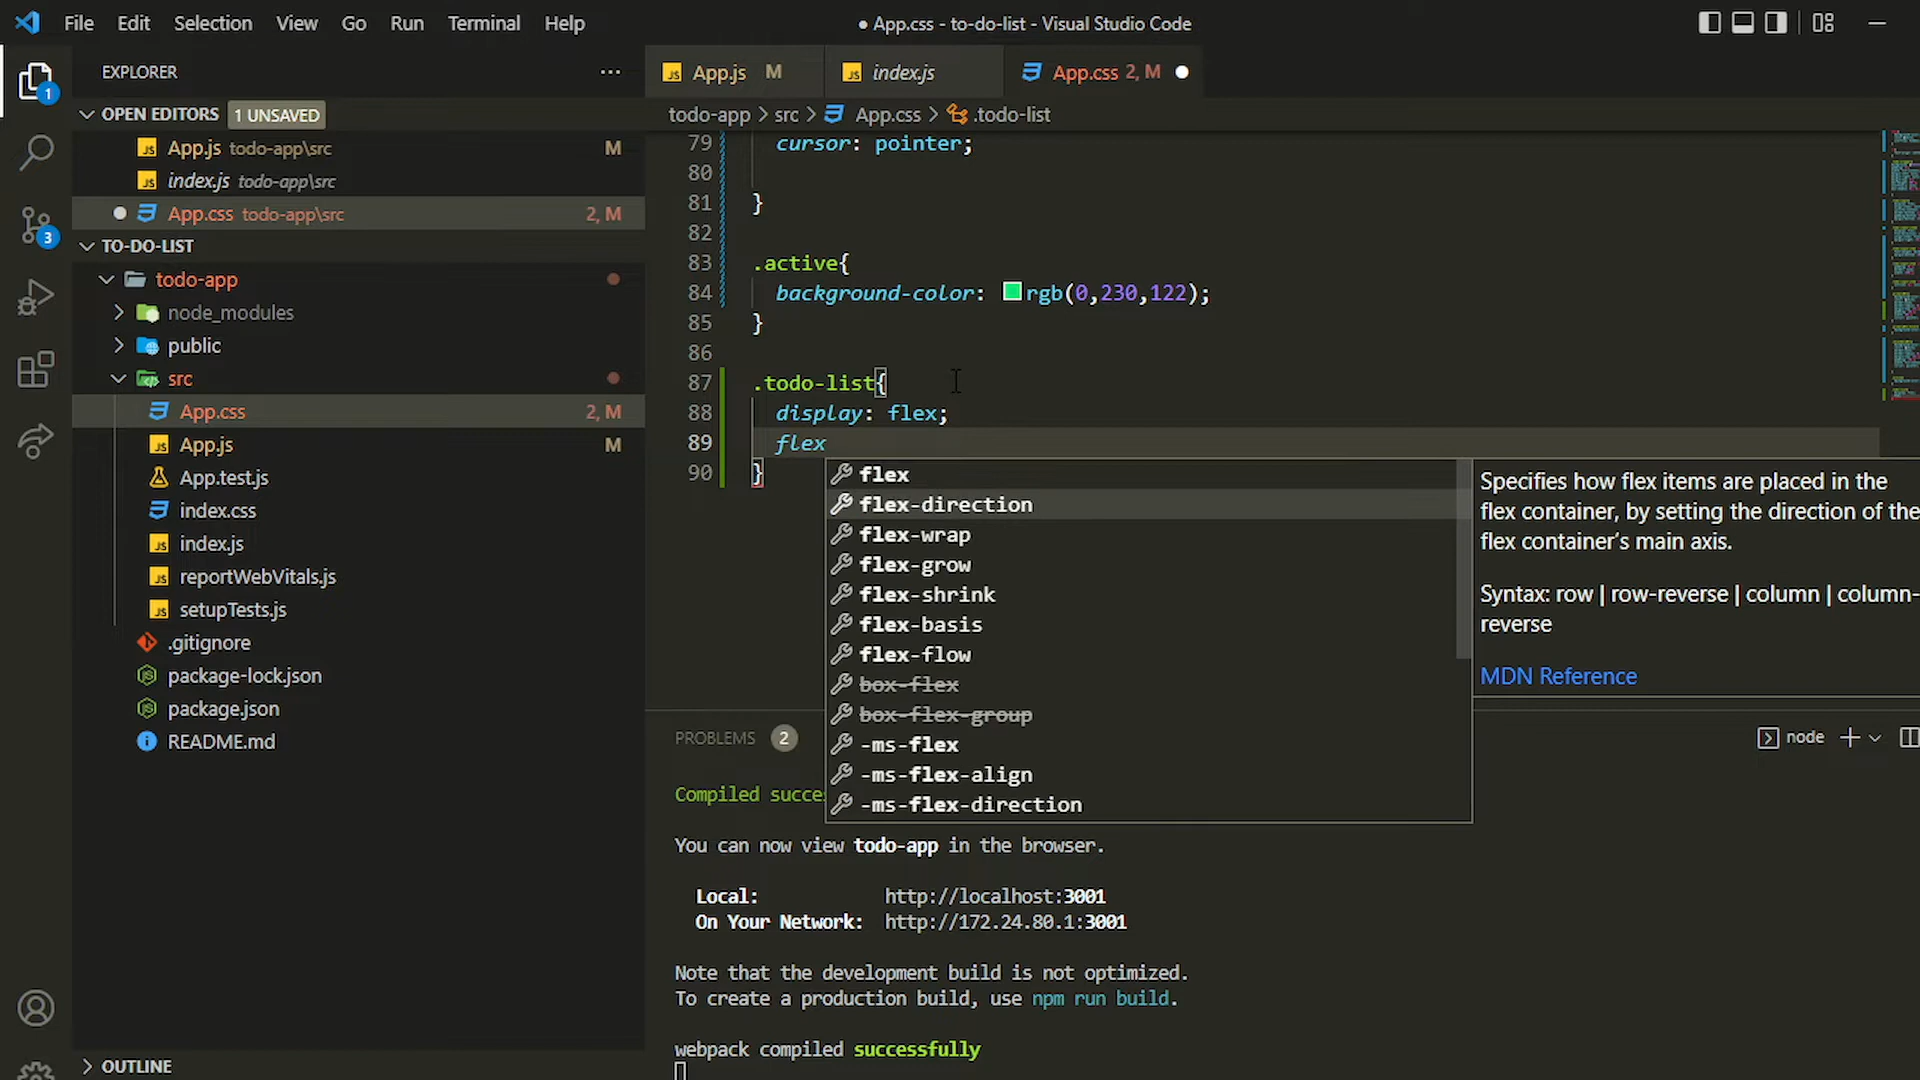 File Edit Selection View Go Run Terminal Help
● App.css - to-do-list - Visual Studio Code
EXPLORER
App.js M
index.js
App.css 2, M
OPEN EDITORS 1 UNSAVED
App.js todo-app\src M
index.js todo-app\src
App.css todo-app\src 2, M
TO-DO-LIST
todo-app
node_modules
public
src
App.css 2, M
App.js M
App.test.js
index.css
index.js
reportWebVitals.js
setupTests.js
.gitignore
package-lock.json
package.json
README.md
OUTLINE
1
3
todo-app > src > App.css > .todo-list
79 cursor: pointer;
80
81 }
82
83 .active{
84 background-color: rgb(0,230,122);
85 }
86
87 .todo-list{
88 display: flex;
89 flex
90 }
flex
flex-direction
flex-wrap
flex-grow
flex-shrink
flex-basis
flex-flow
box-flex
box-flex-group
-ms-flex
-ms-flex-align
-ms-flex-direction
Specifies how flex items are placed in the
flex container, by setting the direction of the
flex container’s main axis.
Syntax: row | row-reverse | column | column-
reverse
MDN Reference
PROBLEMS 2
node
Compiled succes
You can now view todo-app in the browser.
Local: http://localhost:3001
On Your Network: http://172.24.80.1:3001
Note that the development build is not optimized.
To create a production build, use npm run build.
webpack compiled successfully